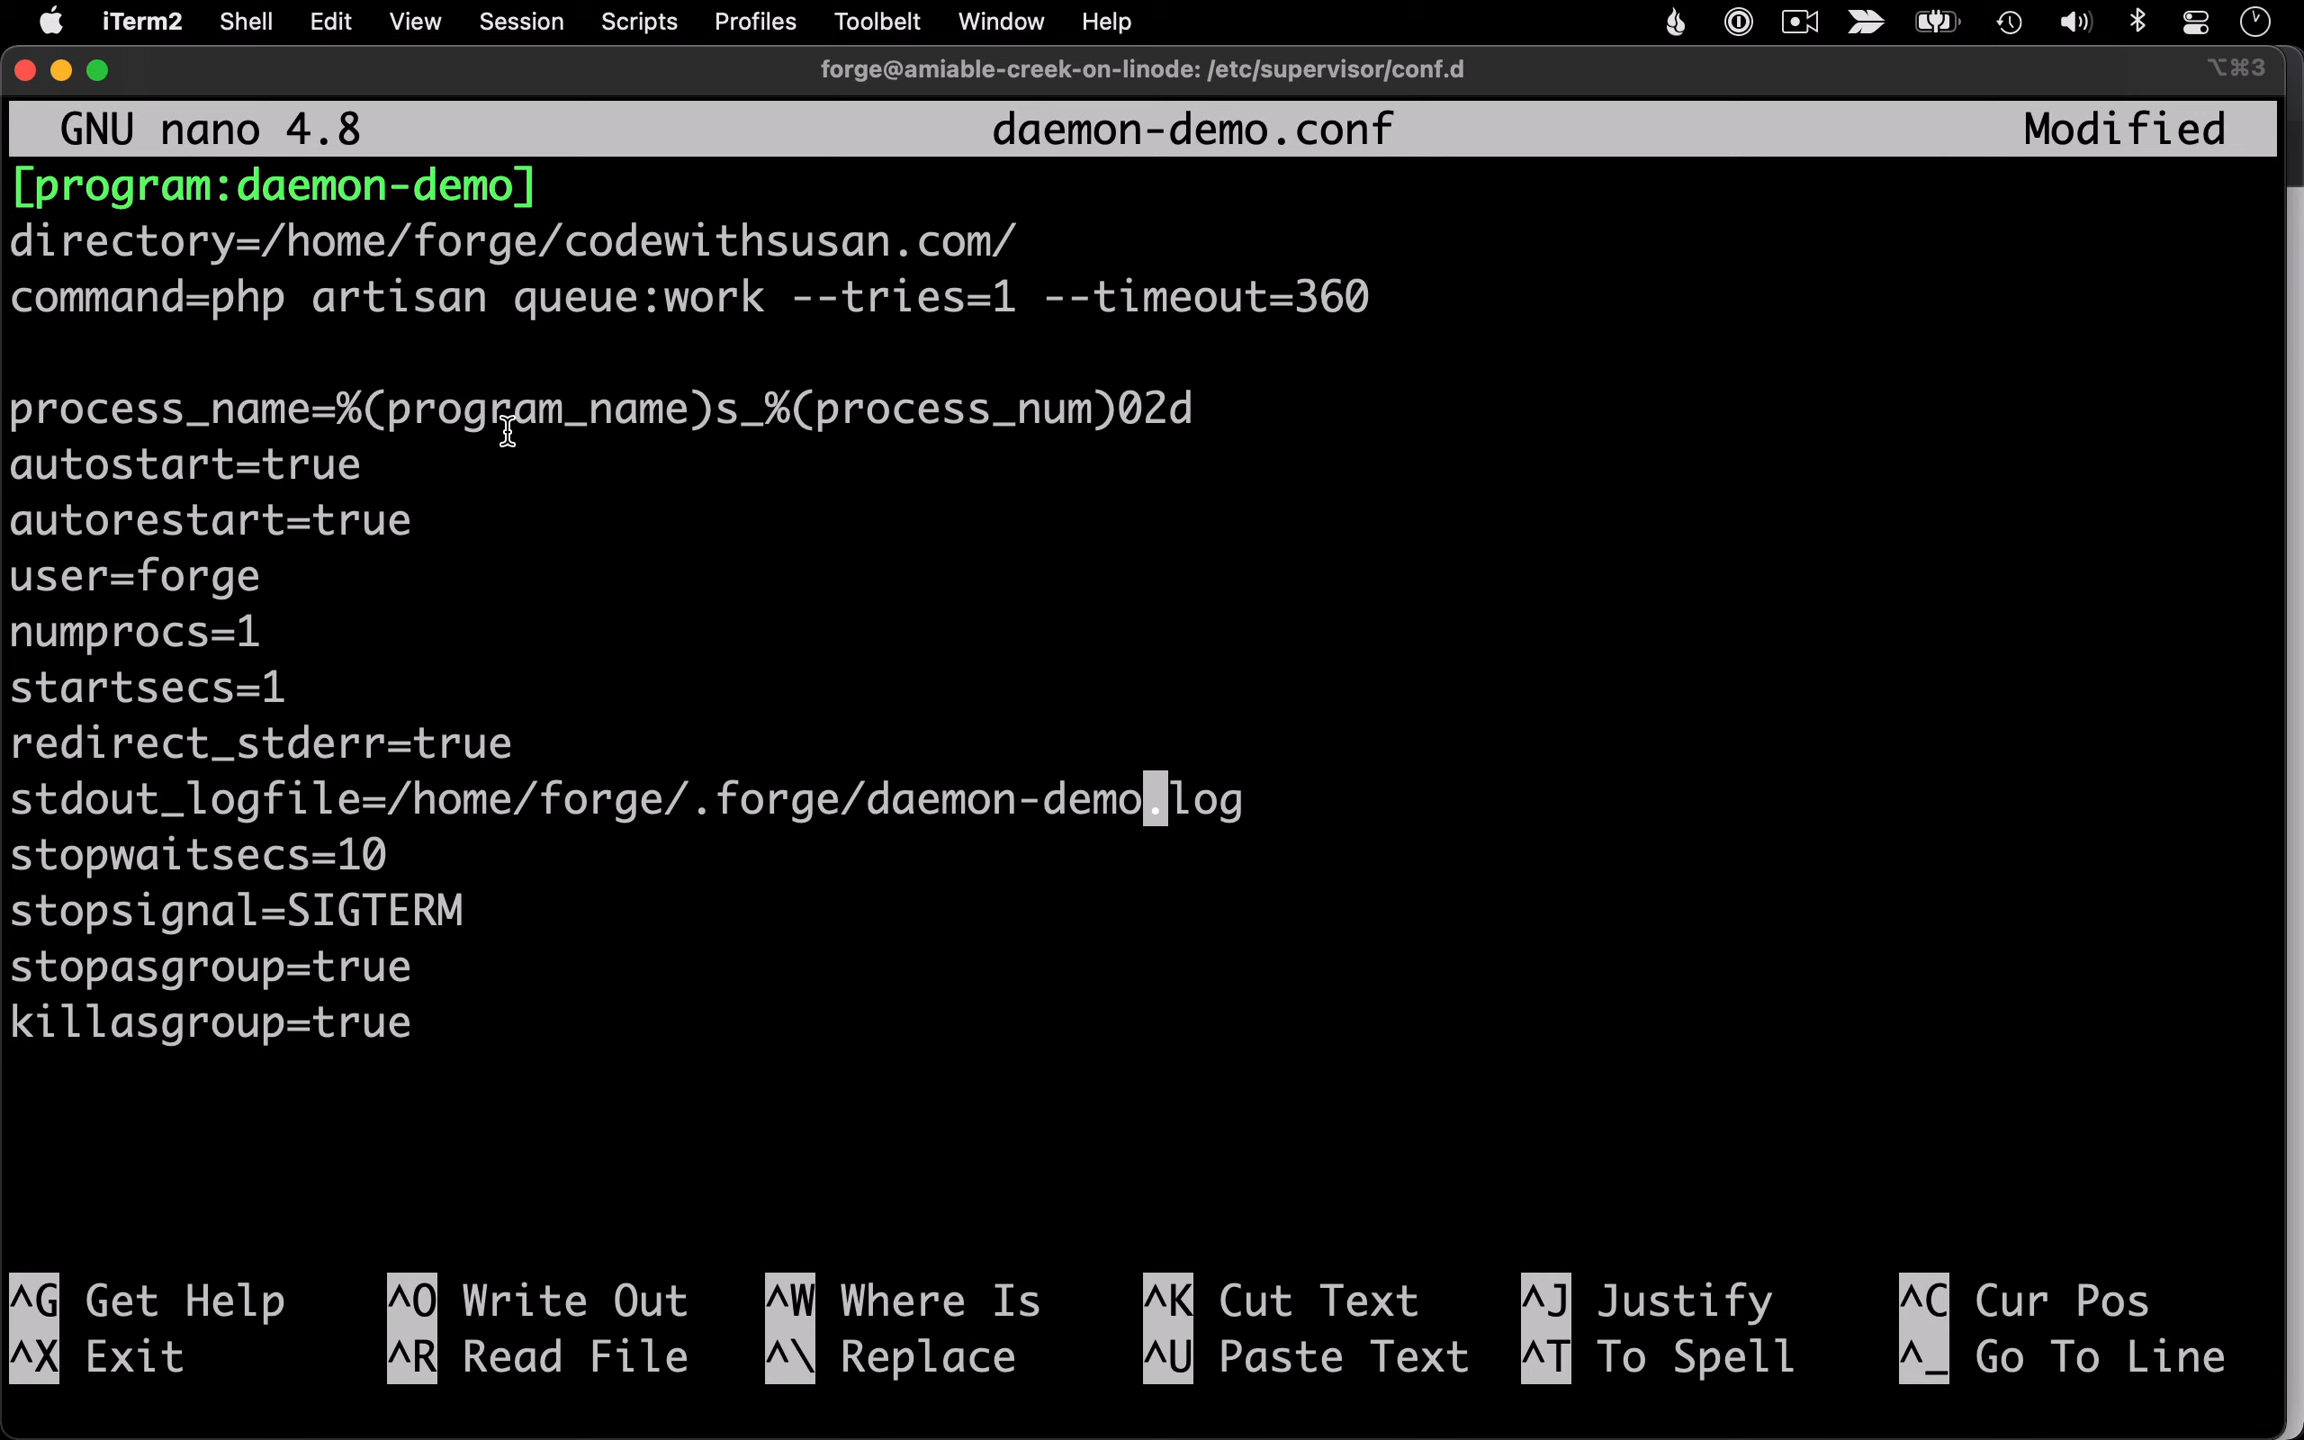 iTerm2 Shell Edit View Session Scripts Profiles Toolbelt Window Help
forge@amiable-creek-on-linode: /etc/supervisor/conf.d ⌥⌘3
GNU nano 4.8 daemon-demo.conf Modified
[program:daemon-demo]
directory=/home/forge/codewithsusan.com/
command=php artisan queue:work --tries=1 --timeout=360
process_name=%(program_name)s_%(process_num)02d
autostart=true
autorestart=true
user=forge
numprocs=1
startsecs=1
redirect_stderr=true
stdout_logfile=/home/forge/.forge/daemon-demo.log
stopwaitsecs=10
stopsignal=SIGTERM
stopasgroup=true
killasgroup=true
^G Get Help ^O Write Out ^W Where Is ^K Cut Text ^J Justify ^C Cur Pos
^X Exit ^R Read File ^\ Replace ^U Paste Text ^T To Spell ^_ Go To Line